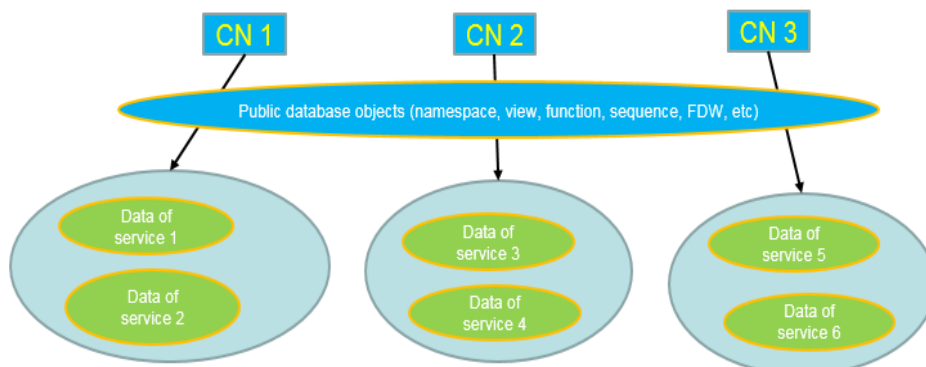 CN 1
CN 2
CN 3
Public database objects (namespace, view, function, sequence, FDW, etc)
Data of
service 1
Data of
service 2
Data of
service 3
Data of
service 4
Data of
service 5
Data of
service 6